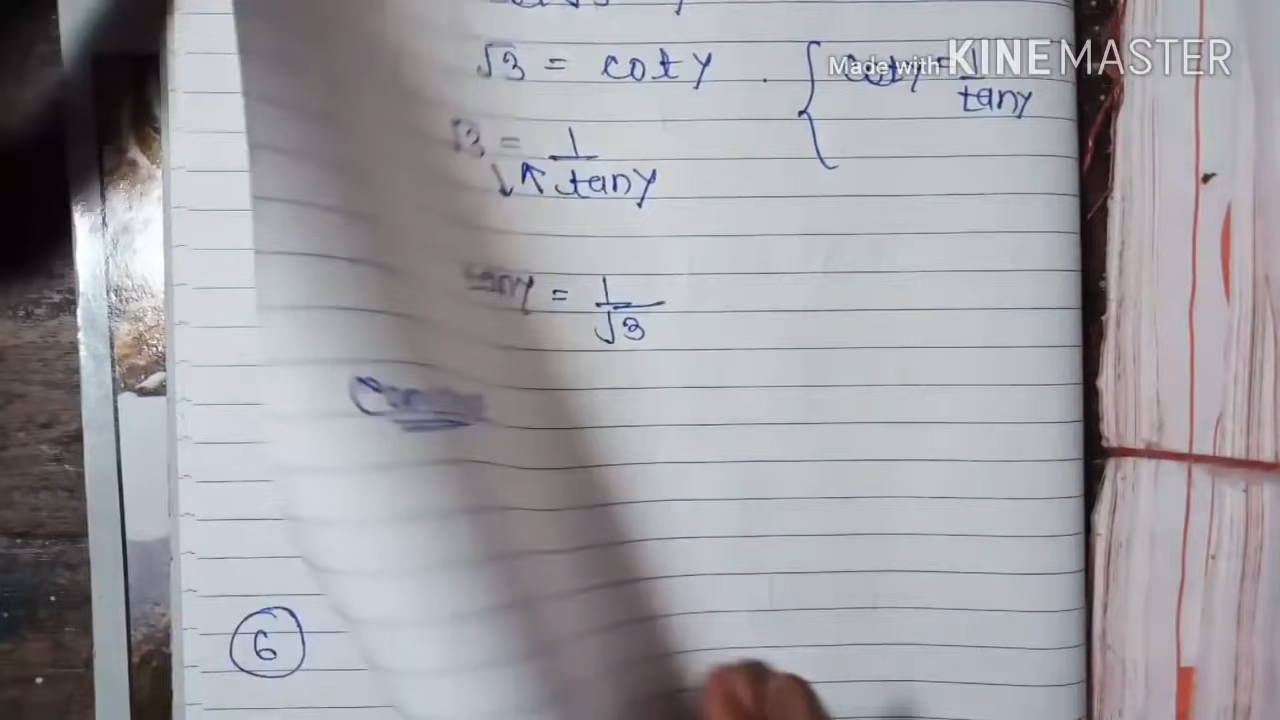 √3 = cot y . { cot y = 1/tan y
Made with KINEMASTER
√3 = 1/tan y
tan y = 1/√3
6